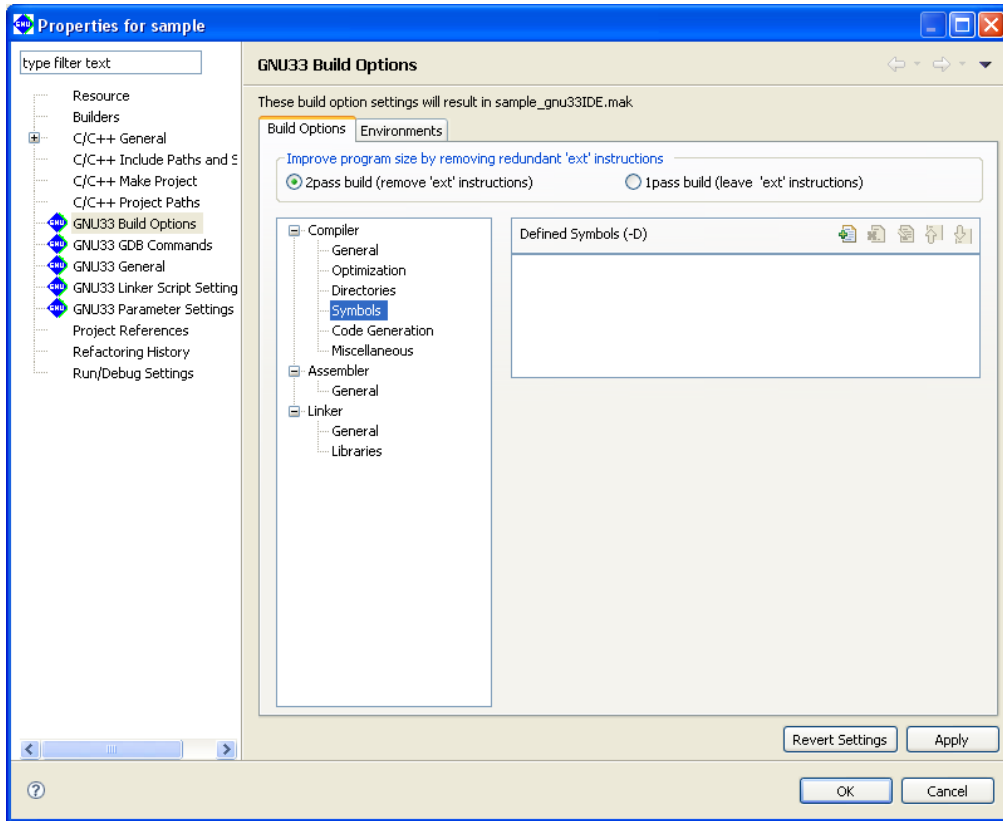 Properties for sample
type filter text
Resource
Builders
C/C++ General
C/C++ Include Paths and S
C/C++ Make Project
C/C++ Project Paths
GNU33 Build Options
GNU33 GDB Commands
GNU33 General
GNU33 Linker Script Setting
GNU33 Parameter Settings
Project References
Refactoring History
Run/Debug Settings
GNU33 Build Options
These build option settings will result in sample_gnu33IDE.mak
Build Options
Environments
Improve program size by removing redundant 'ext' instructions
2pass build (remove 'ext' instructions)
1pass build (leave 'ext' instructions)
Compiler
General
Optimization
Directories
Symbols
Code Generation
Miscellaneous
Assembler
General
Linker
General
Libraries
Defined Symbols (-D)
Revert Settings
Apply
OK
Cancel